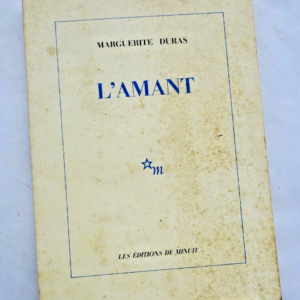 MARGUERITE DURAS
L'AMANT
m
LES ÉDITIONS DE MINUIT